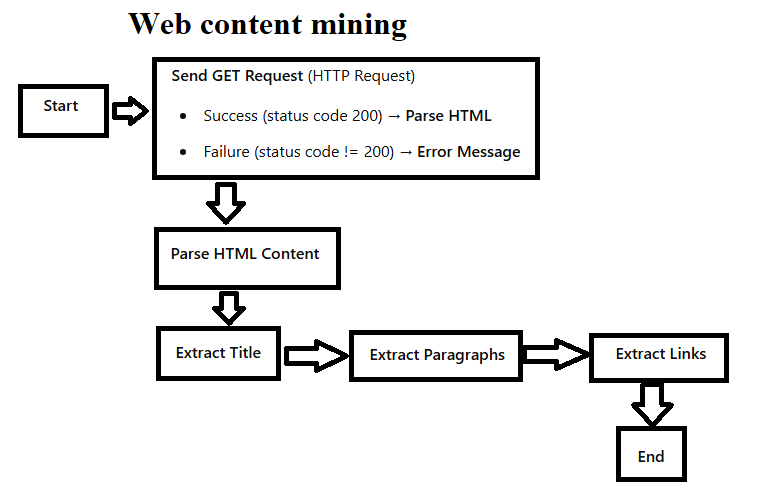 Web content mining
Start
Send GET Request (HTTP Request)
• Success (status code 200) → Parse HTML
• Failure (status code != 200) → Error Message
Parse HTML Content
Extract Title
Extract Paragraphs
Extract Links
End